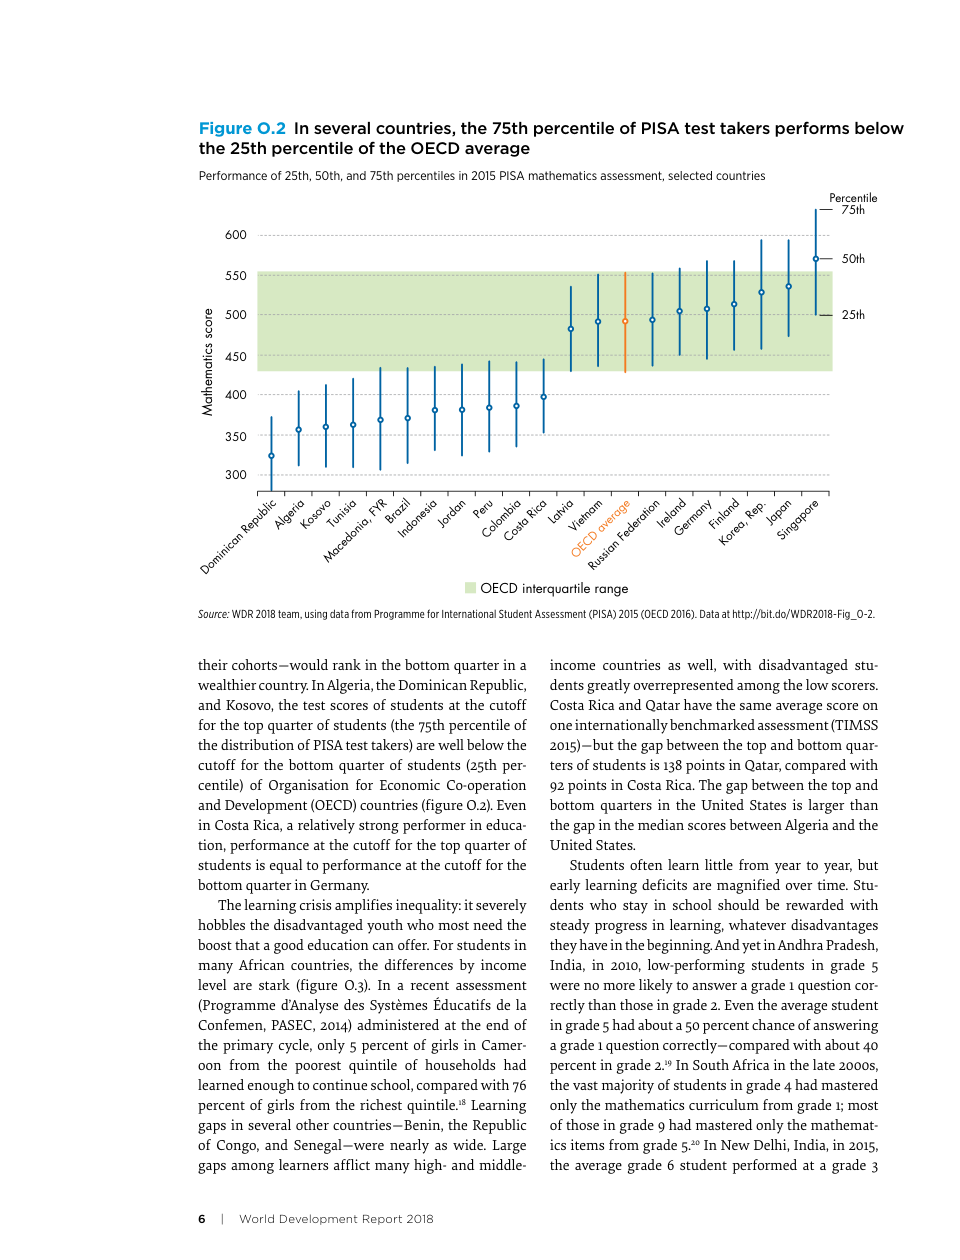 Figure O.2 In several countries, the 75th percentile of PISA test takers performs below
the 25th percentile of the OECD average
Performance of 25th, 50th, and 75th percentiles in 2015 PISA mathematics assessment, selected countries
Percentile
75th
50th
25th
600
550
500
450
400
350
300
Mathematics score
Dominican Republic
Algeria
Kosovo
Tunisia
Macedonia, FYR
Brazil
Indonesia
Jordan
Peru
Colombia
Costa Rica
Latvia
Vietnam
OECD average
Russian Federation
Ireland
Germany
Finland
Korea, Rep.
Japan
Singapore
OECD interquartile range
Source: WDR 2018 team, using data from Programme for International Student Assessment (PISA) 2015 (OECD 2016). Data at http://bit.do/WDR2018-Fig_O-2.
their cohorts—would rank in the bottom quarter in a
wealthier country. In Algeria, the Dominican Republic,
and Kosovo, the test scores of students at the cutoff
for the top quarter of students (the 75th percentile of
the distribution of PISA test takers) are well below the
cutoff for the bottom quarter of students (25th per-
centile) of Organisation for Economic Co-operation
and Development (OECD) countries (figure O.2). Even
in Costa Rica, a relatively strong performer in educa-
tion, performance at the cutoff for the top quarter of
students is equal to performance at the cutoff for the
bottom quarter in Germany.
The learning crisis amplifies inequality: it severely
hobbles the disadvantaged youth who most need the
boost that a good education can offer. For students in
many African countries, the differences by income
level are stark (figure O.3). In a recent assessment
(Programme d'Analyse des Systèmes Éducatifs de la
Confemen, PASEC, 2014) administered at the end of
the primary cycle, only 5 percent of girls in Camer-
oon from the poorest quintile of households had
learned enough to continue school, compared with 76
percent of girls from the richest quintile.18 Learning
gaps in several other countries—Benin, the Republic
of Congo, and Senegal—were nearly as wide. Large
gaps among learners afflict many high- and middle-
income countries as well, with disadvantaged stu-
dents greatly overrepresented among the low scorers.
Costa Rica and Qatar have the same average score on
one internationally benchmarked assessment (TIMSS
2015)—but the gap between the top and bottom quar-
ters of students is 138 points in Qatar, compared with
92 points in Costa Rica. The gap between the top and
bottom quarters in the United States is larger than
the gap in the median scores between Algeria and the
United States.
Students often learn little from year to year, but
early learning deficits are magnified over time. Stu-
dents who stay in school should be rewarded with
steady progress in learning, whatever disadvantages
they have in the beginning. And yet in Andhra Pradesh,
India, in 2010, low-performing students in grade 5
were no more likely to answer a grade 1 question cor-
rectly than those in grade 2. Even the average student
in grade 5 had about a 50 percent chance of answering
a grade 1 question correctly—compared with about 40
percent in grade 2.19 In South Africa in the late 2000s,
the vast majority of students in grade 4 had mastered
only the mathematics curriculum from grade 1; most
of those in grade 9 had mastered only the mathemat-
ics items from grade 5.20 In New Delhi, India, in 2015,
the average grade 6 student performed at a grade 3
6 | World Development Report 2018